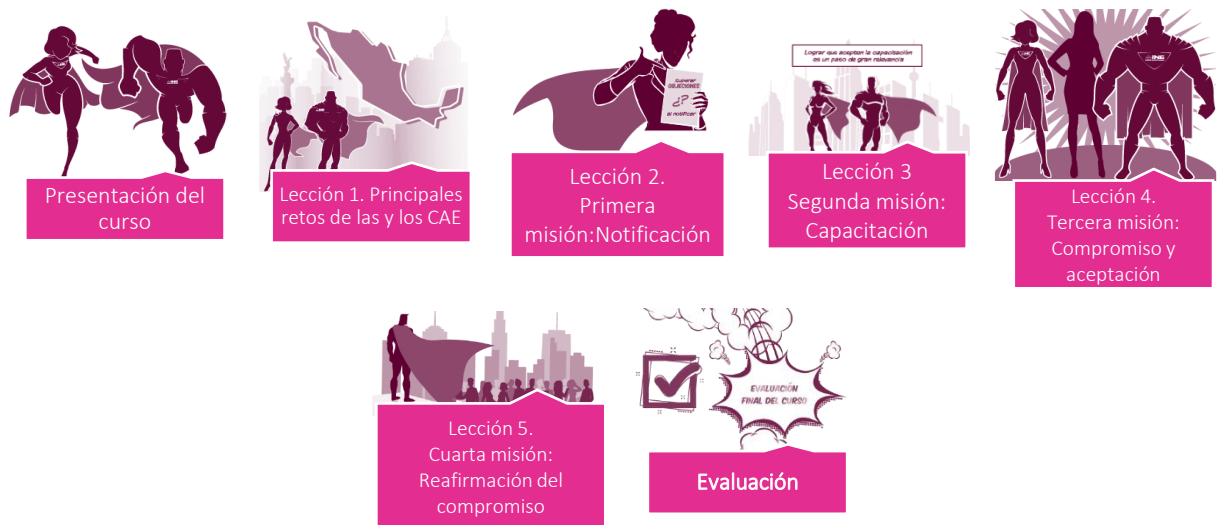 Presentación del
curso
INE
Lección 1. Principales
retos de las y los CAE
Superar
OBJECIONES
¿?
al notificar
Lección 2.
Primera
misión:Notificación
Lograr que acepten la capacitación
es un paso de gran relevancia
Lección 3
Segunda misión:
Capacitación
INE
Lección 4.
Tercera misión:
Compromiso y
aceptación
Lección 5.
Cuarta misión:
Reafirmación del
compromiso
EVALUACIÓN
FINAL DEL CURSO
Evaluación